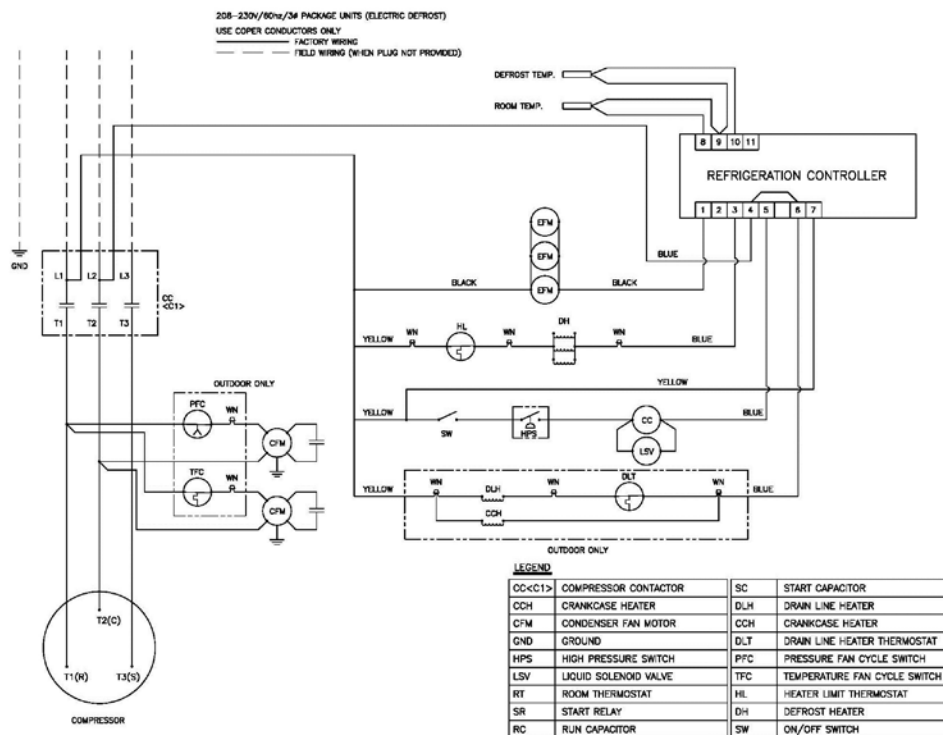 208-230V/60hz/3ø PACKAGE UNITS (ELECTRIC DEFROST)
USE COPER CONDUCTORS ONLY
FACTORY WIRING
FIELD WIRING (WHEN PLUG NOT PROVIDED)
DEFROST TEMP.
ROOM TEMP.
8 9 10 11
REFRIGERATION CONTROLLER
1 2 3 4 5 6 7
GND
L1 L2 L3
CC
<C1>
T1 T2 T3
EFM
EFM
EFM
BLACK
BLACK
BLUE
YELLOW
WN
HL
WN
DH
WN
BLUE
YELLOW
YELLOW
SW
HPS
CC
LSV
BLUE
OUTDOOR ONLY
PFC
WN
CFM
TFC
WN
CFM
YELLOW
WN
DLH
WN
DLT
WN
BLUE
CCH
OUTDOOR ONLY
T2(C)
T1(R)
T3(S)
COMPRESSOR
LEGEND
CC<C1> COMPRESSOR CONTACTOR SC START CAPACITOR
CCH CRANKCASE HEATER DLH DRAIN LINE HEATER
CFM CONDENSER FAN MOTOR CCH CRANKCASE HEATER
GND GROUND DLT DRAIN LINE HEATER THERMOSTAT
HPS HIGH PRESSURE SWITCH PFC PRESSURE FAN CYCLE SWITCH
LSV LIQUID SOLENOID VALVE TFC TEMPERATURE FAN CYCLE SWITCH
RT ROOM THERMOSTAT HL HEATER LIMIT THERMOSTAT
SR START RELAY DH DEFROST HEATER
RC RUN CAPACITOR SW ON/OFF SWITCH